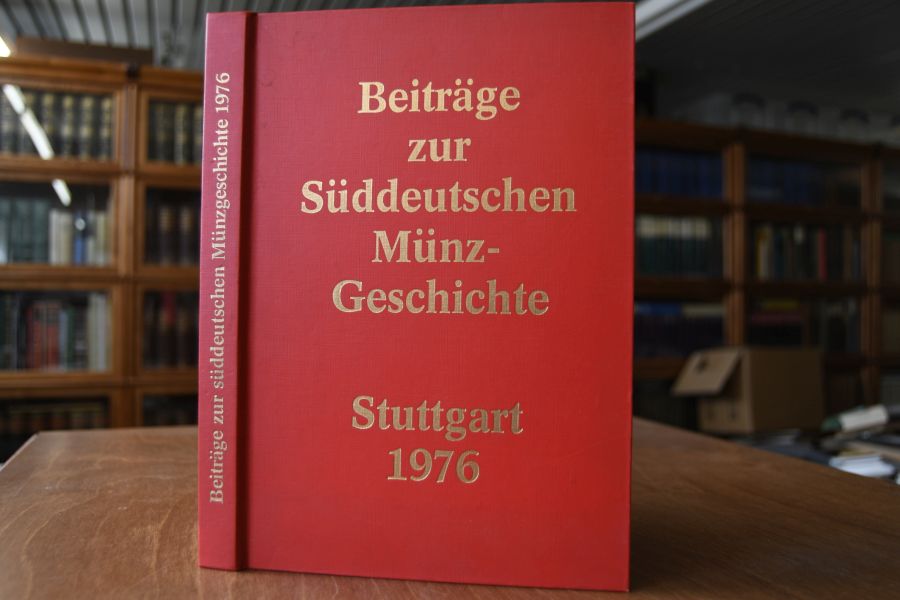 Beiträge
zur
Süddeutschen
Münz-
Geschichte
Stuttgart
1976
Beiträge zur süddeutschen Münzgeschichte 1976